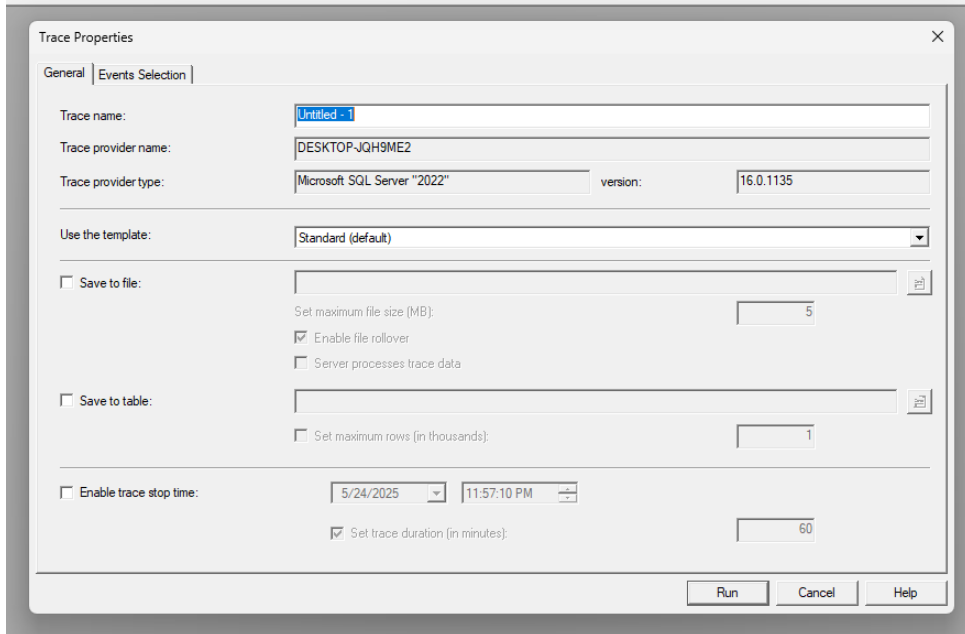 Trace Properties
General Events Selection
Trace name: Untitled - 1
Trace provider name: DESKTOP-JQH9ME2
Trace provider type: Microsoft SQL Server "2022" version: 16.0.1135
Use the template: Standard (default)
Save to file:
Set maximum file size (MB): 5
Enable file rollover
Server processes trace data
Save to table:
Set maximum rows (in thousands): 1
Enable trace stop time: 5/24/2025 11:57:10 PM
Set trace duration (in minutes): 60
Run Cancel Help